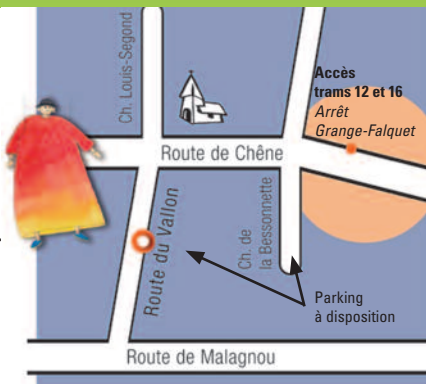 Ch. Louis-Segond
Accès
trams 12 et 16
Arrêt
Grange-Falquet
Route de Chêne
Route du Vallon
Ch. de
la Bessonnette
Parking
à disposition
Route de Malagnou